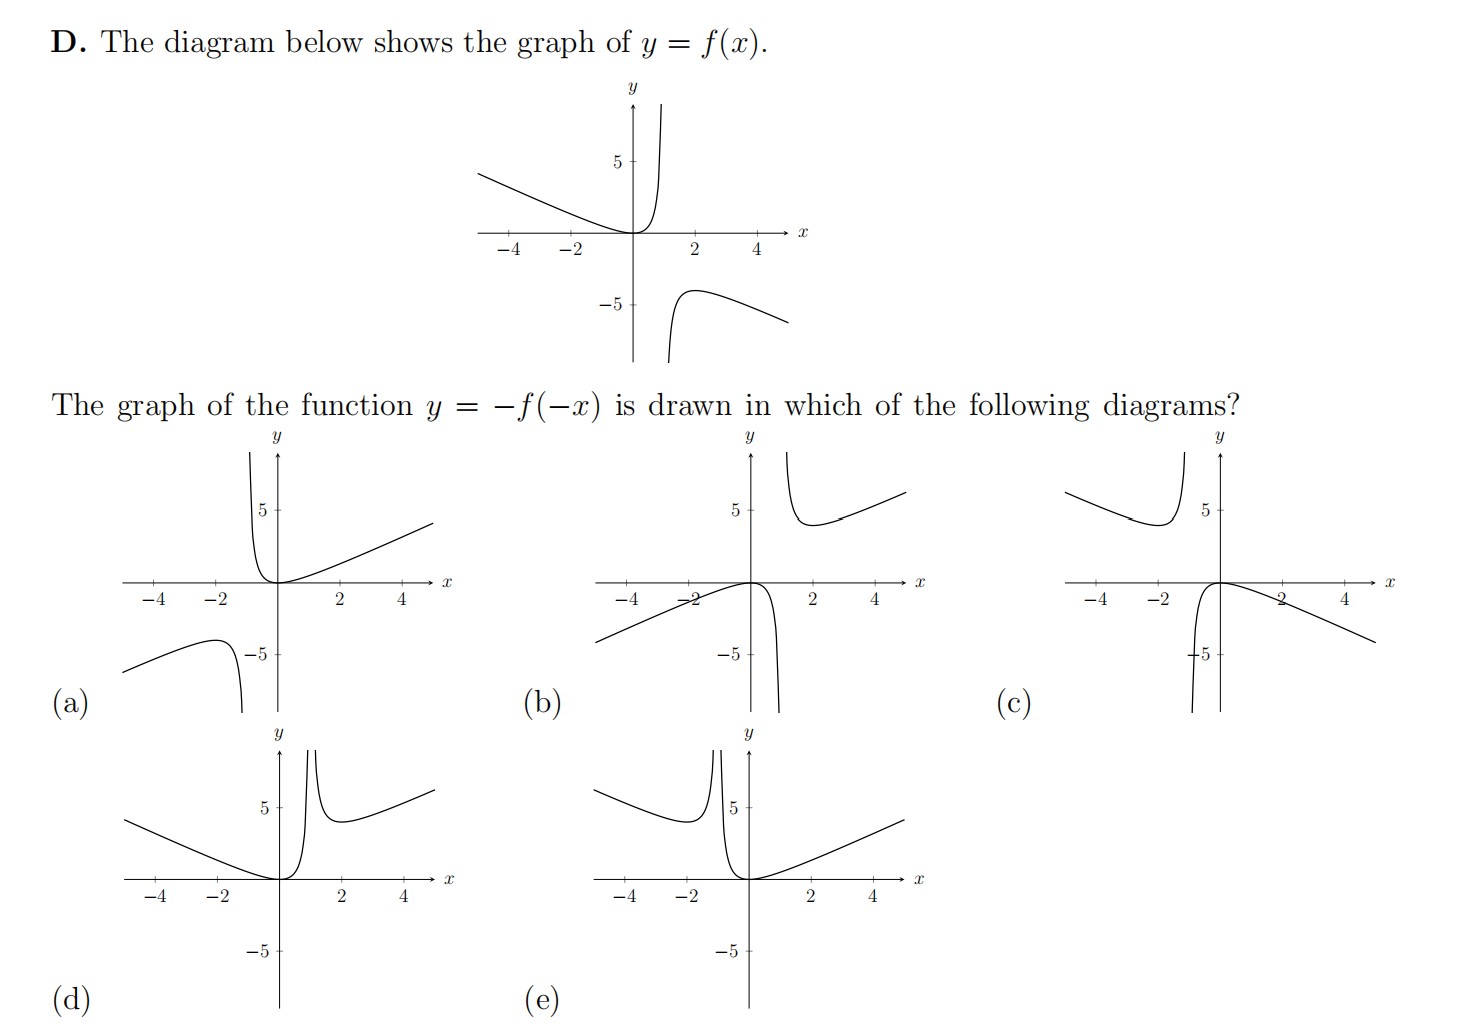 D. The diagram below shows the graph of y = f(x).
y
5
x
−4 −2 2 4
−5
The graph of the function y = −f(−x) is drawn in which of the following diagrams?
y y y
5 5 5
x x x
−4 −2 2 4 −4 −2 2 4 −4 −2 2 4
−5 −5 −5
(a) (b) (c)
y y
5 5
x x
−4 −2 2 4 −4 −2 2 4
−5 −5
(d) (e)